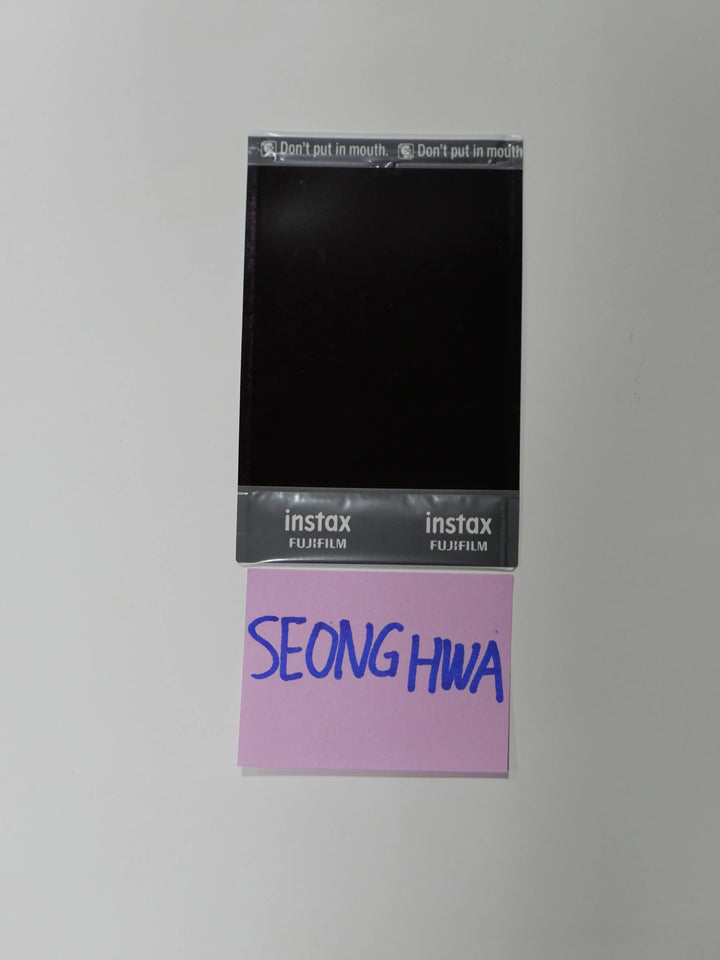 Don't put in mouth. Don't put in mouth
instax instax
FUJIFILM FUJIFILM
SEONGHWA